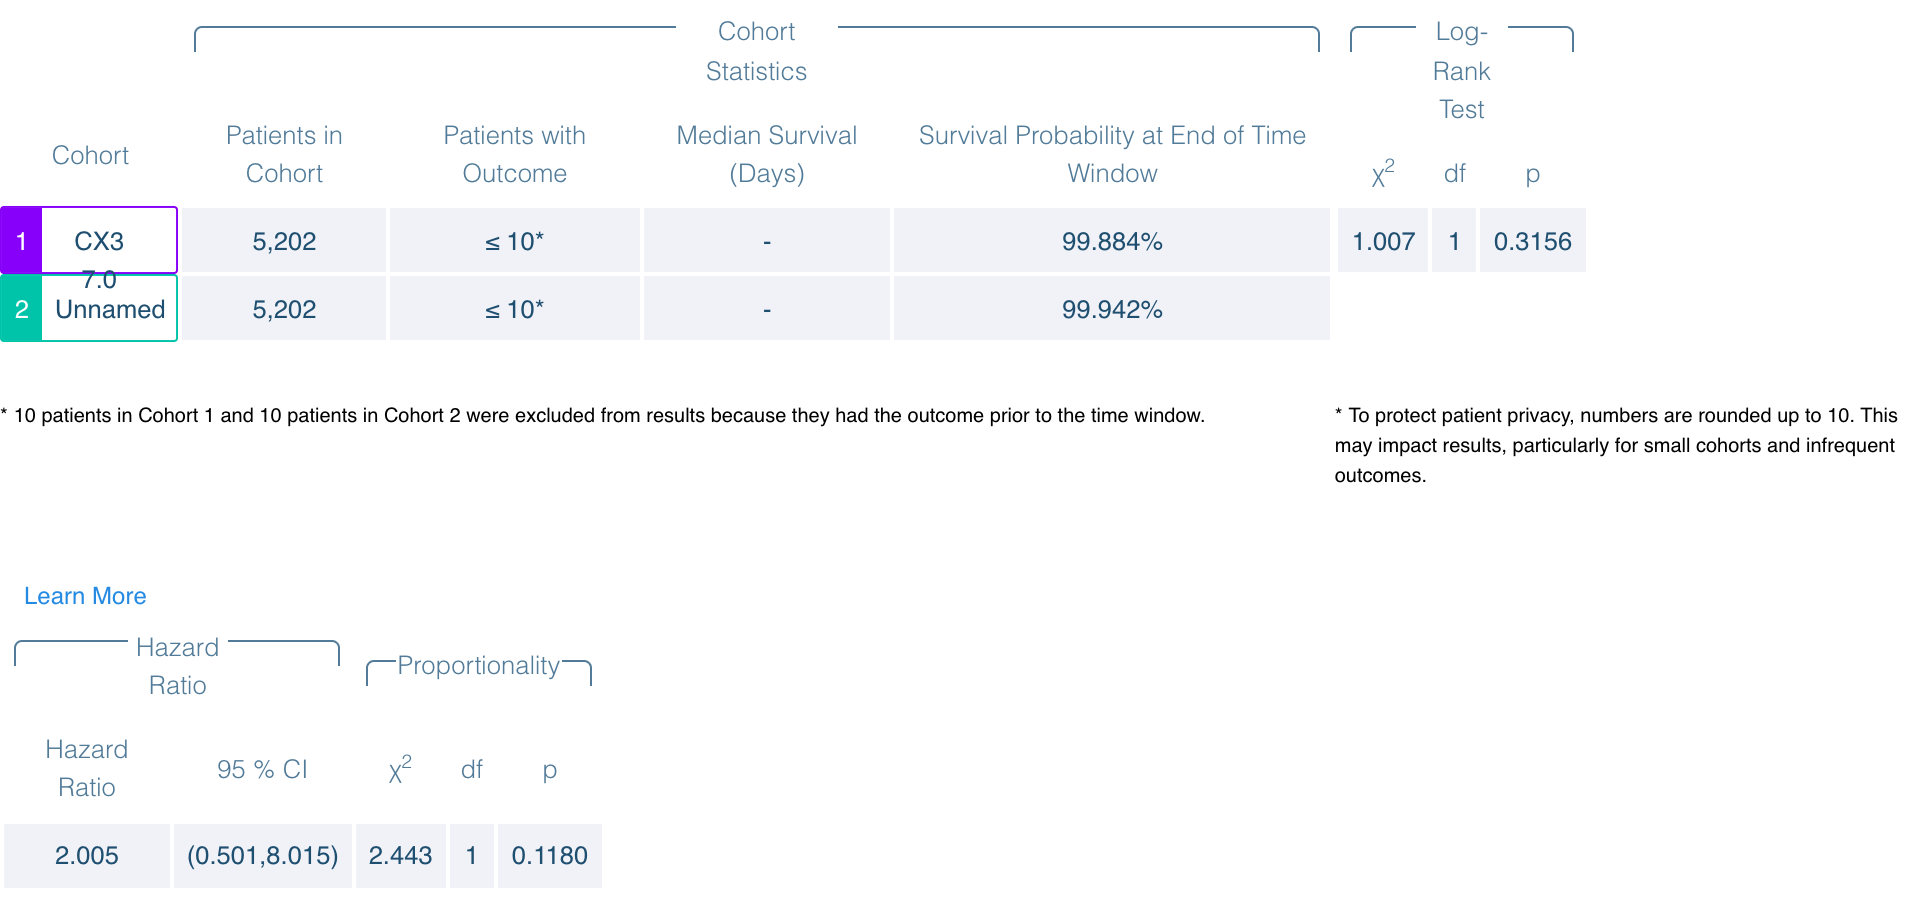 Cohort
Statistics
Log-
Rank
Test
Cohort
Patients in
Cohort
Patients with
Outcome
Median Survival
(Days)
Survival Probability at End of Time
Window
χ²
df
p
1 CX3
7.0
5,202
≤ 10*
-
99.884%
1.007
1
0.3156
2 Unnamed
5,202
≤ 10*
-
99.942%
* 10 patients in Cohort 1 and 10 patients in Cohort 2 were excluded from results because they had the outcome prior to the time window.
* To protect patient privacy, numbers are rounded up to 10. This
may impact results, particularly for small cohorts and infrequent
outcomes.
Learn More
Hazard
Ratio
Proportionality
Hazard
Ratio
95 % CI
χ²
df
p
2.005
(0.501,8.015)
2.443
1
0.1180